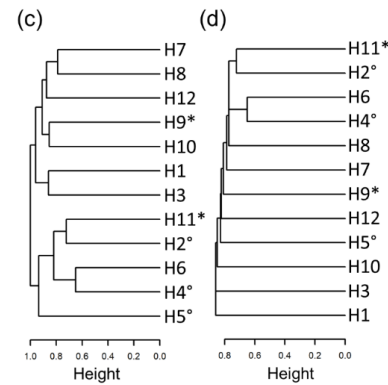 (c)
H7
H8
H12
H9*
H10
H1
H3
H11*
H2°
H6
H4°
H5°
1.0 0.8 0.6 0.4 0.2 0.0
Height
(d)
H11*
H2°
H6
H4°
H8
H7
H9*
H12
H5°
H10
H3
H1
0.8 0.6 0.4 0.2 0.0
Height